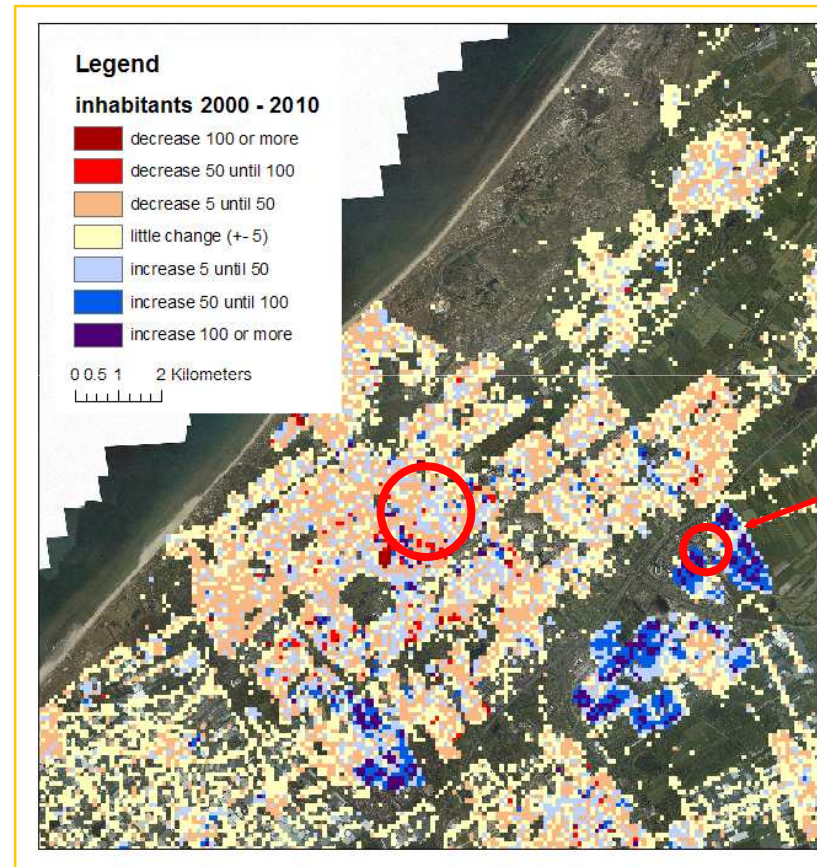 Legend
inhabitants 2000 - 2010
decrease 100 or more
decrease 50 until 100
decrease 5 until 50
little change (+- 5)
increase 5 until 50
increase 50 until 100
increase 100 or more
0 0.5 1 2 Kilometers